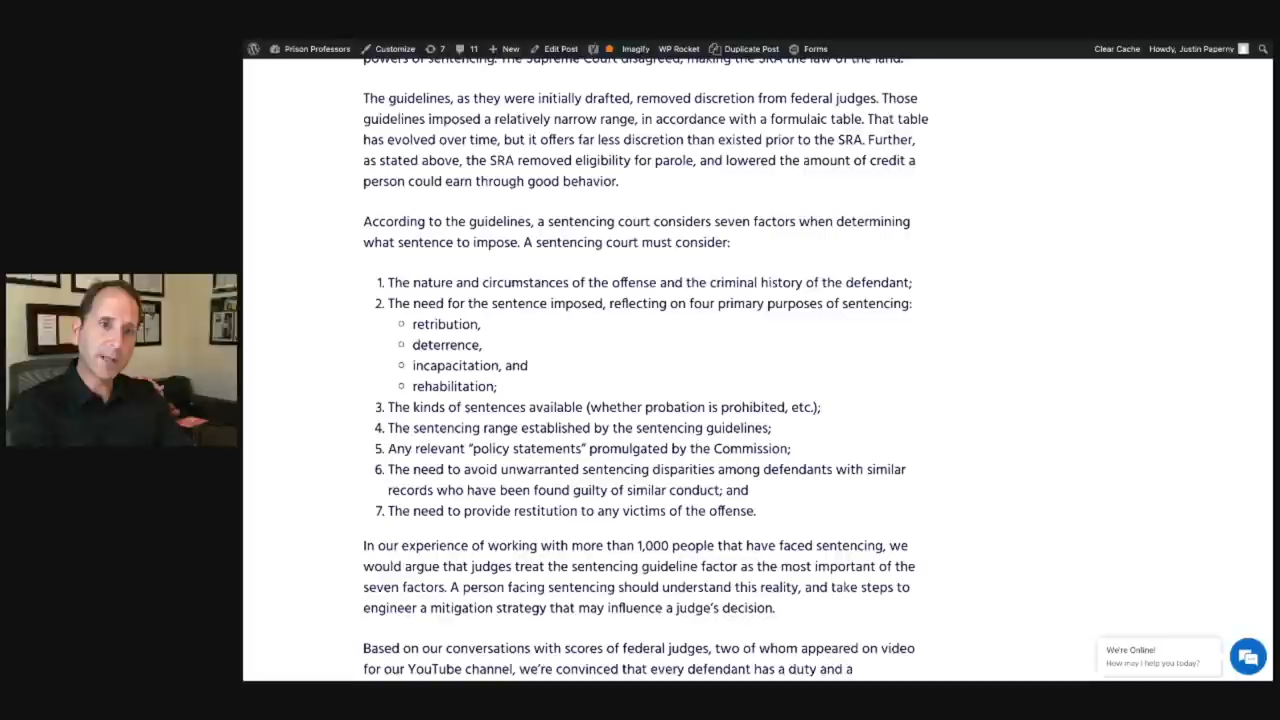 Prison Professors Customize 7 11 New Edit Post Imagify WP Rocket Duplicate Post Forms Clear Cache Howdy, Justin Paperny
powers of sentencing. The Supreme Court disagreed, making the SRA the law of the land.
The guidelines, as they were initially drafted, removed discretion from federal judges. Those
guidelines imposed a relatively narrow range, in accordance with a formulaic table. That table
has evolved over time, but it offers far less discretion than existed prior to the SRA. Further,
as stated above, the SRA removed eligibility for parole, and lowered the amount of credit a
person could earn through good behavior.
According to the guidelines, a sentencing court considers seven factors when determining
what sentence to impose. A sentencing court must consider:
1. The nature and circumstances of the offense and the criminal history of the defendant;
2. The need for the sentence imposed, reflecting on four primary purposes of sentencing:
retribution,
deterrence,
incapacitation, and
rehabilitation;
3. The kinds of sentences available (whether probation is prohibited, etc.);
4. The sentencing range established by the sentencing guidelines;
5. Any relevant “policy statements” promulgated by the Commission;
6. The need to avoid unwarranted sentencing disparities among defendants with similar
records who have been found guilty of similar conduct; and
7. The need to provide restitution to any victims of the offense.
In our experience of working with more than 1,000 people that have faced sentencing, we
would argue that judges treat the sentencing guideline factor as the most important of the
seven factors. A person facing sentencing should understand this reality, and take steps to
engineer a mitigation strategy that may influence a judge’s decision.
Based on our conversations with scores of federal judges, two of whom appeared on video
for our YouTube channel, we’re convinced that every defendant has a duty and a
We're Online!
How may I help you today?